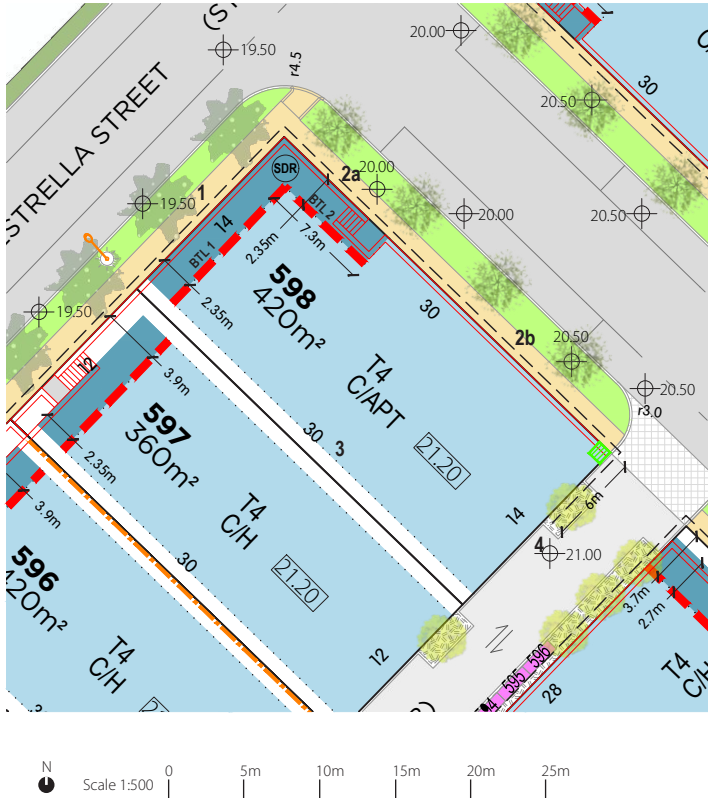 (S
20.00
19.50
r4.5
30
20.50
ESTRELLA STREET
SDR
2a
20.00
1
19.50
14
BTL 1
BTL 2
20.00
20.50
2.35m
7.3m
598
420m²
2.35m
19.50
30
2b
20.50
T4
C/APT
20.50
r3.0
12
3.9m
597
360m²
30
3
21.20
2.35m
6m
14
3.9m
T4
C/H
4
21.00
596
420m²
30
21.20
3.7m
2.7m
T4
C/H
12
596
595
28
T4
C/H
N
Scale 1:500
0
5m
10m
15m
20m
25m